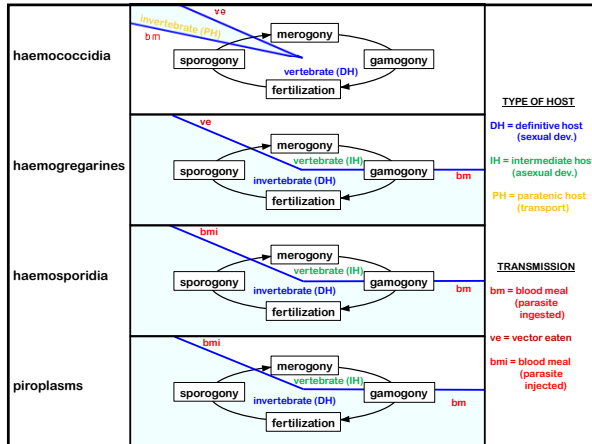 haemococcidia
ve
invertebrate (PH)
bm
merogony
sporogony
gamogony
vertebrate (DH)
fertilization
haemogregarines
ve
merogony
vertebrate (IH)
sporogony
gamogony
invertebrate (DH)
bm
fertilization
haemosporidia
bmi
merogony
vertebrate (IH)
sporogony
gamogony
invertebrate (DH)
bm
fertilization
piroplasms
bmi
merogony
vertebrate (IH)
sporogony
gamogony
invertebrate (DH)
bm
fertilization
TYPE OF HOST
DH = definitive host
(sexual dev.)
IH = intermediate host
(asexual dev.)
PH = paratenic host
(transport)
TRANSMISSION
bm = blood meal
(parasite
ingested)
ve = vector eaten
bmi = blood meal
(parasite
injected)